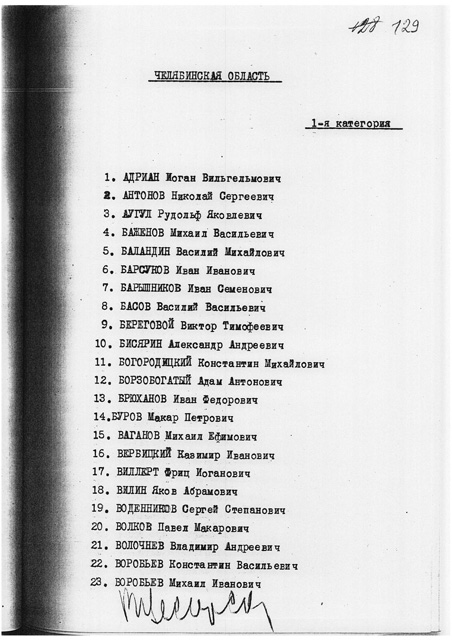 128 129
ЧЕЛЯБИНСКАЯ ОБЛАСТЬ
1-я категория
1. АДРИАН Иоган Вильгельмович
2. АНТОНОВ Николай Сергеевич
3. АУГУЛ Рудольф Яковлевич
4. БАЖЕНОВ Михаил Васильевич
5. БАЛАНДИН Василий Михайлович
6. БАРСУКОВ Иван Иванович
7. БАРЫШНИКОВ Иван Семенович
8. БАСОВ Василий Васильевич
9. БЕРЕГОВОЙ Виктор Тимофеевич
10. БИСЯРИН Александр Андреевич
11. БОГОРОДИЦКИЙ Константин Михайлович
12. БОРЗОБОГАТЫЙ Адам Антонович
13. БРЮХАНОВ Иван Федорович
14.БУРОВ Макар Петрович
15. ВАГАНОВ Михаил Ефимович
16. ВЕРБИЦКИЙ Казимир Иванович
17. ВИЛЛЕРТ Фриц Иоганович
18. ВИЛИН Яков Абрамович
19. ВОДЕННИКОВ Сергей Степанович
20. ВОЛКОВ Павел Макарович
21. ВОЛОЧНЕВ Владимир Андреевич
22. ВОРОБЬЕВ Константин Васильевич
23. ВОРОБЬЕВ Михаил Иванович